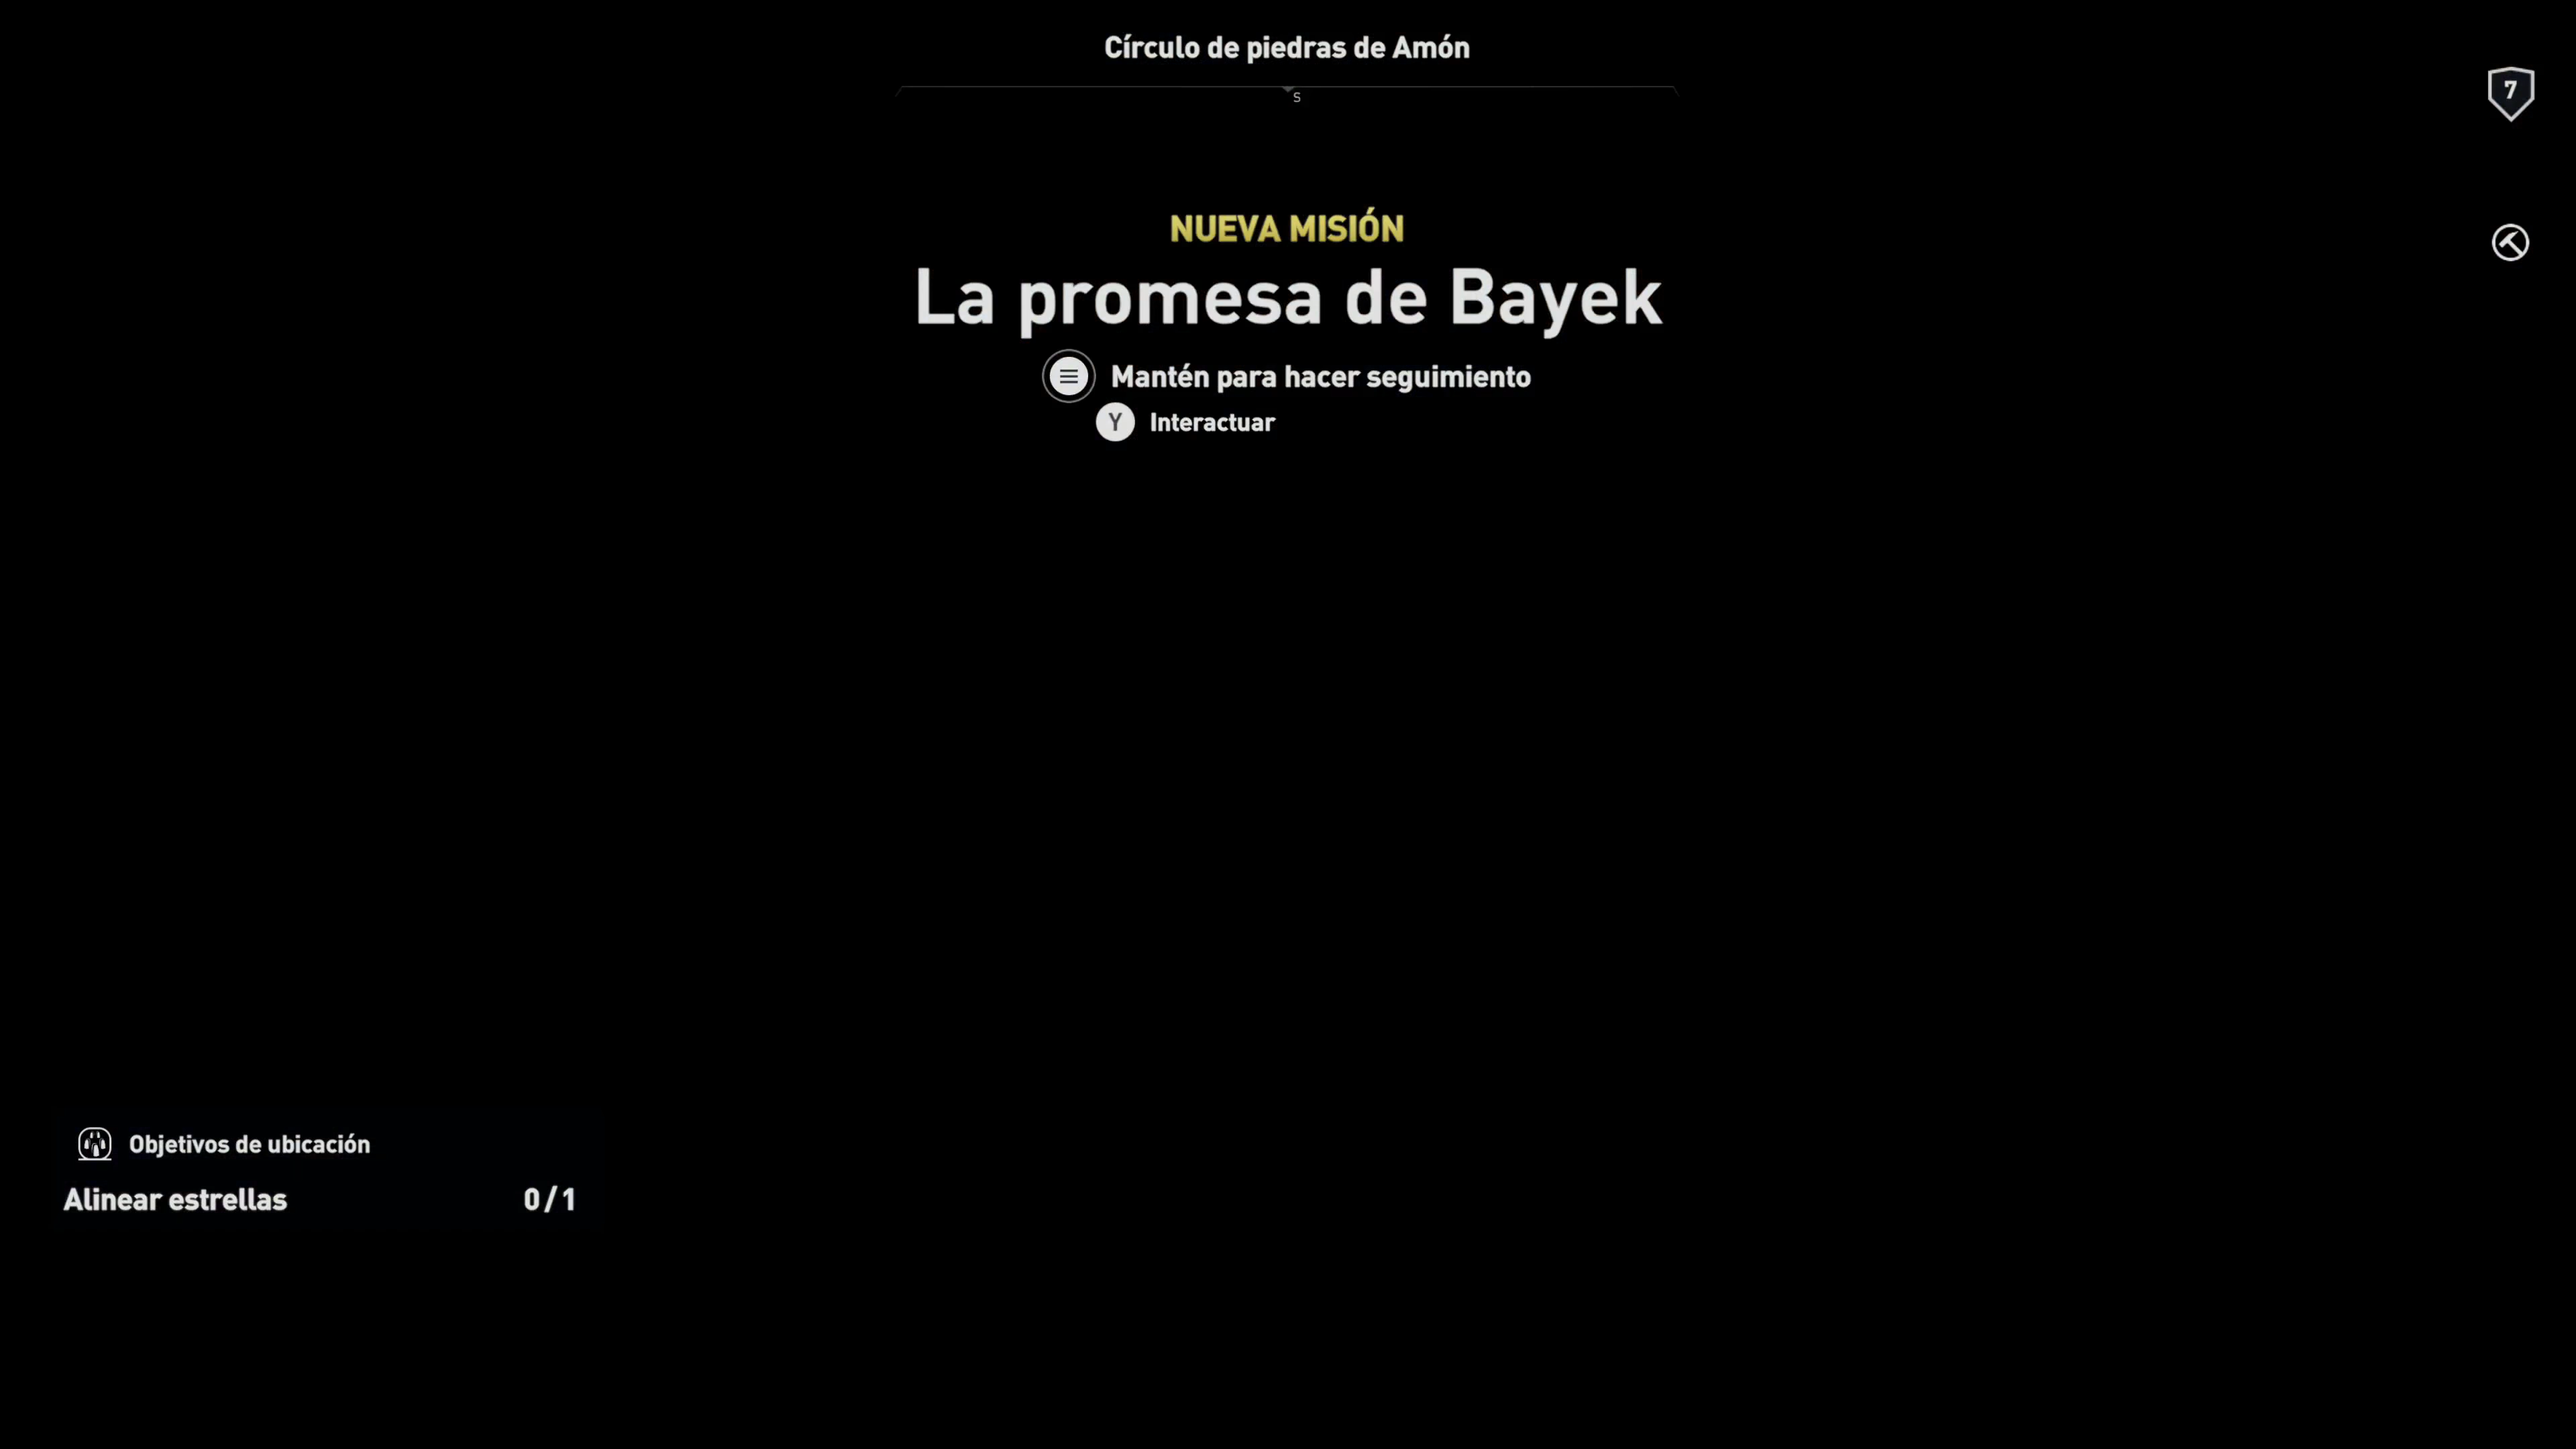 Círculo de piedras de Amón
S
7
NUEVA MISIÓN
La promesa de Bayek
Mantén para hacer seguimiento
Y Interactuar
Objetivos de ubicación
Alinear estrellas 0/1